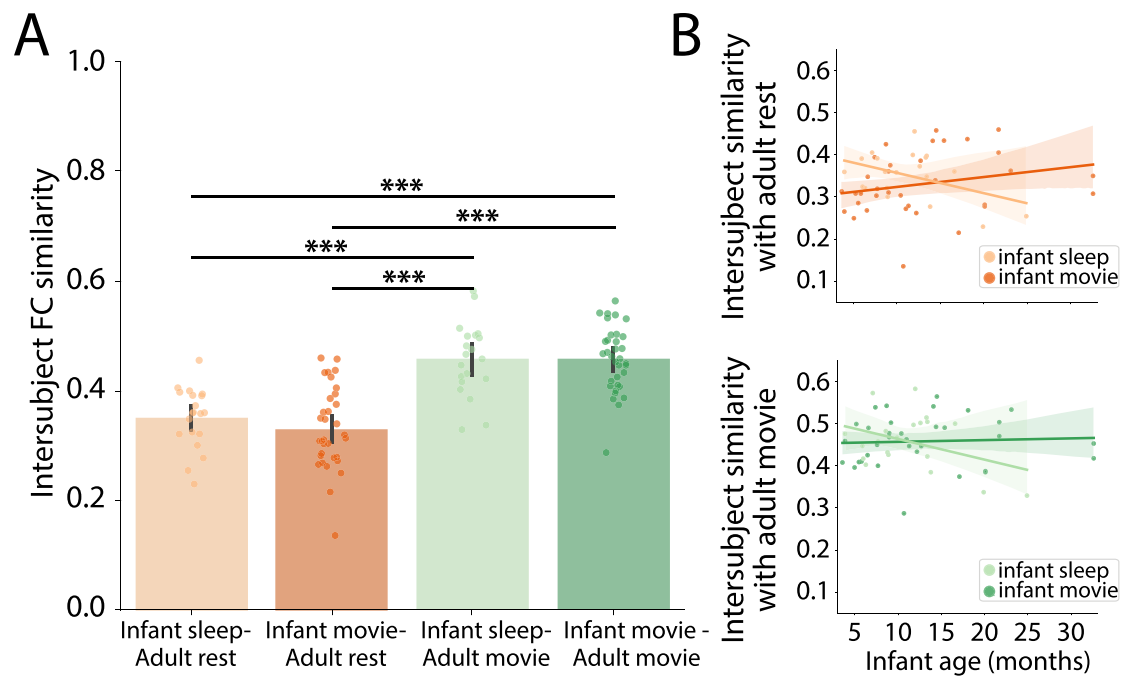 A
Intersubject FC similarity
1.0
0.8
0.6
0.4
0.2
0.0
***
***
***
***
Infant sleep-
Adult rest
Infant movie-
Adult rest
Infant sleep-
Adult movie
Infant movie -
Adult movie
B
Intersujbect similarity
with adult rest
0.6
0.5
0.4
0.3
0.2
0.1
infant sleep
infant movie
Intersubject similarity
with adult movie
0.6
0.5
0.4
0.3
0.2
0.1
infant sleep
infant movie
5 10 15 20 25 30
Infant age (months)